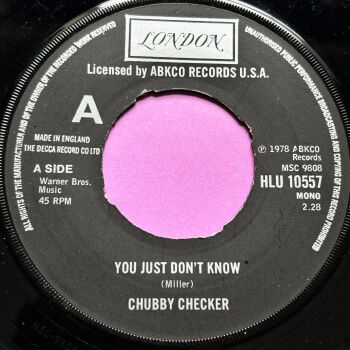 LONDON
Licensed by ABKCO RECORDS U.S.A.
ALL RIGHTS OF THE MANUFACTURER AND OF THE OWNER OF THE RECORDED WORK RESERVED
UNAUTHORISED PUBLIC PERFORMANCE BROADCASTING AND COPYING OF THIS RECORD PROHIBITED
A
MADE IN ENGLAND
THE DECCA RECORD CO LTD
A SIDE
Warner Bros.
Music
45 RPM
℗ 1978 ABKCO
Records
MSC 9808
HLU 10557
MONO
2.28
YOU JUST DON'T KNOW
(Miller)
CHUBBY CHECKER